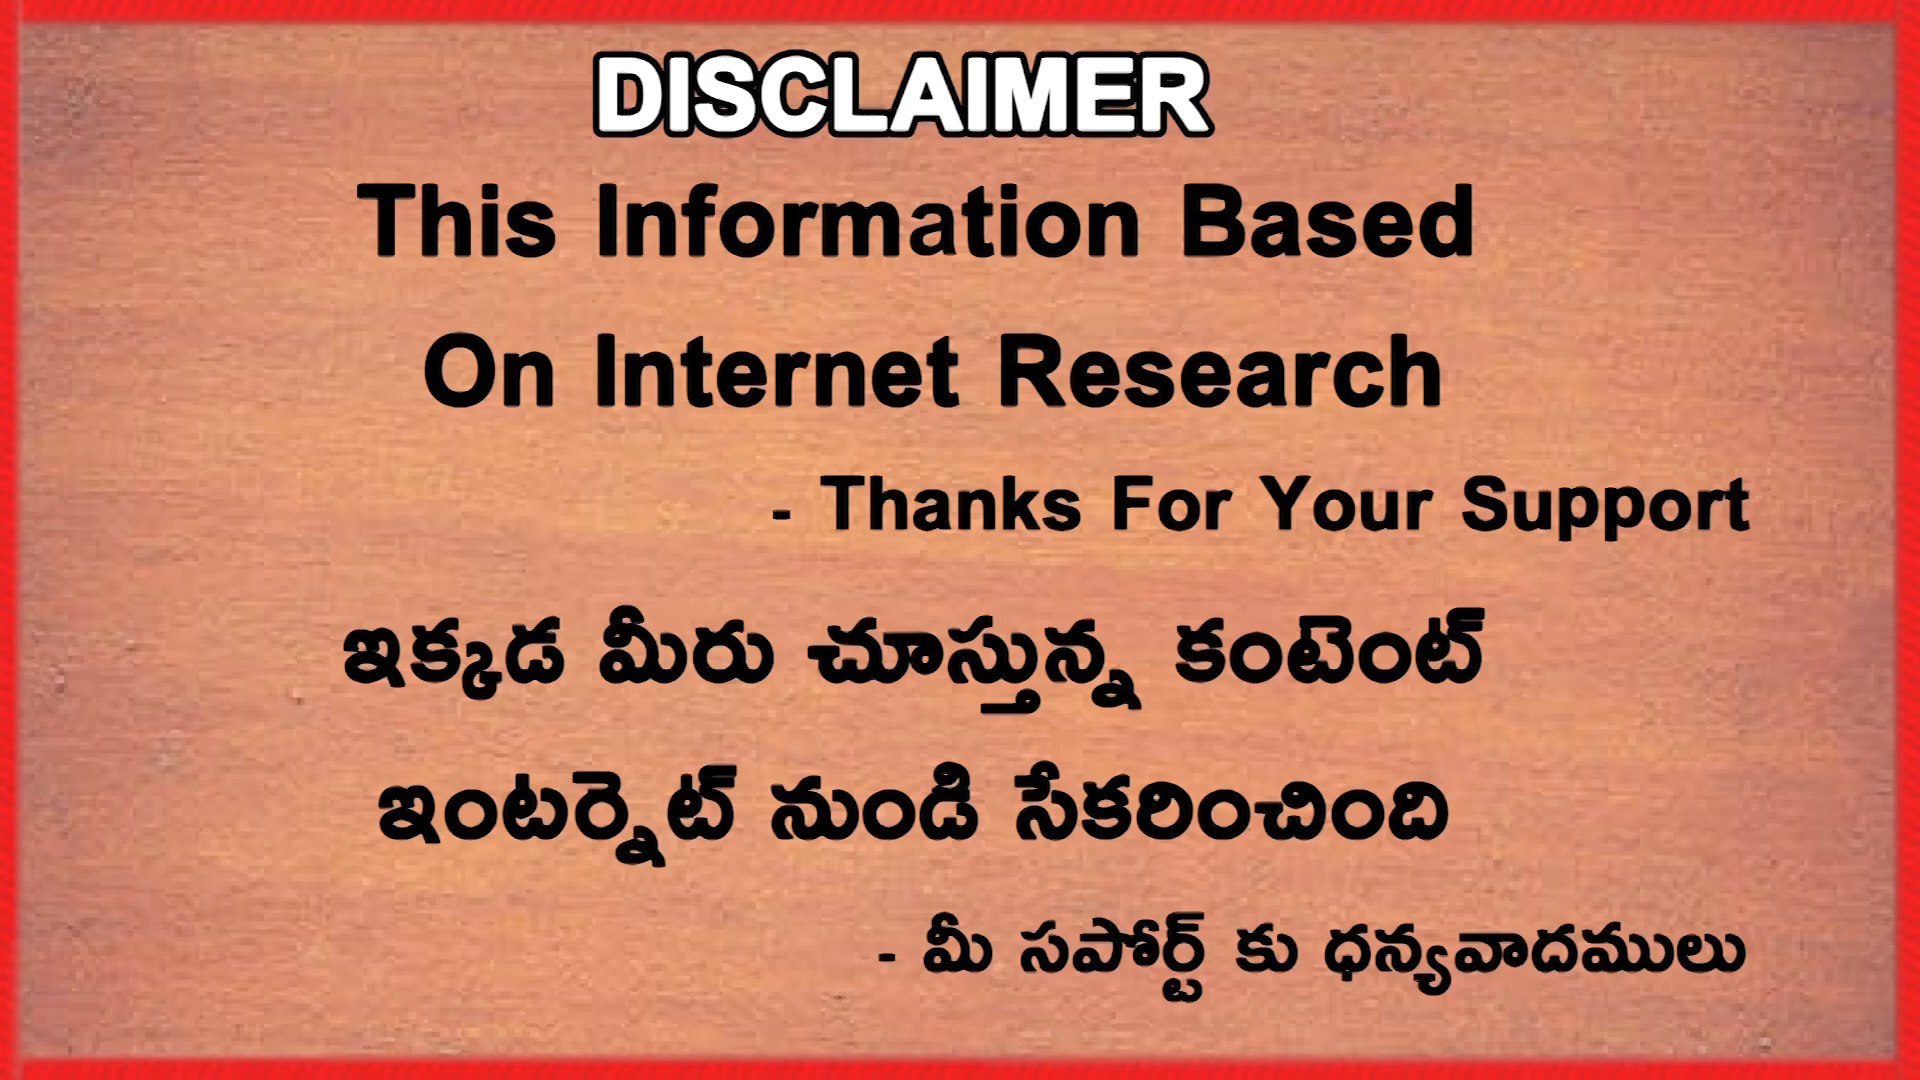 DISCLAIMER
This Information Based
On Internet Research
- Thanks For Your Support
ఇక్కడ మీరు చూస్తున్న కంటెంట్
ఇంటర్నెట్ నుండి సేకరించింది
- మీ సపోర్ట్ కు ధన్యవాదములు